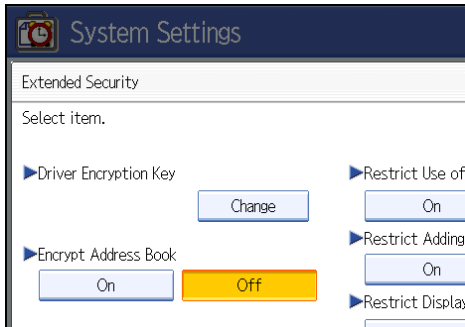 System Settings
Extended Security
Select item.
Driver Encryption Key
Change
Encrypt Address Book
On Off
Restrict Use of
On
Restrict Adding
On
Restrict Display